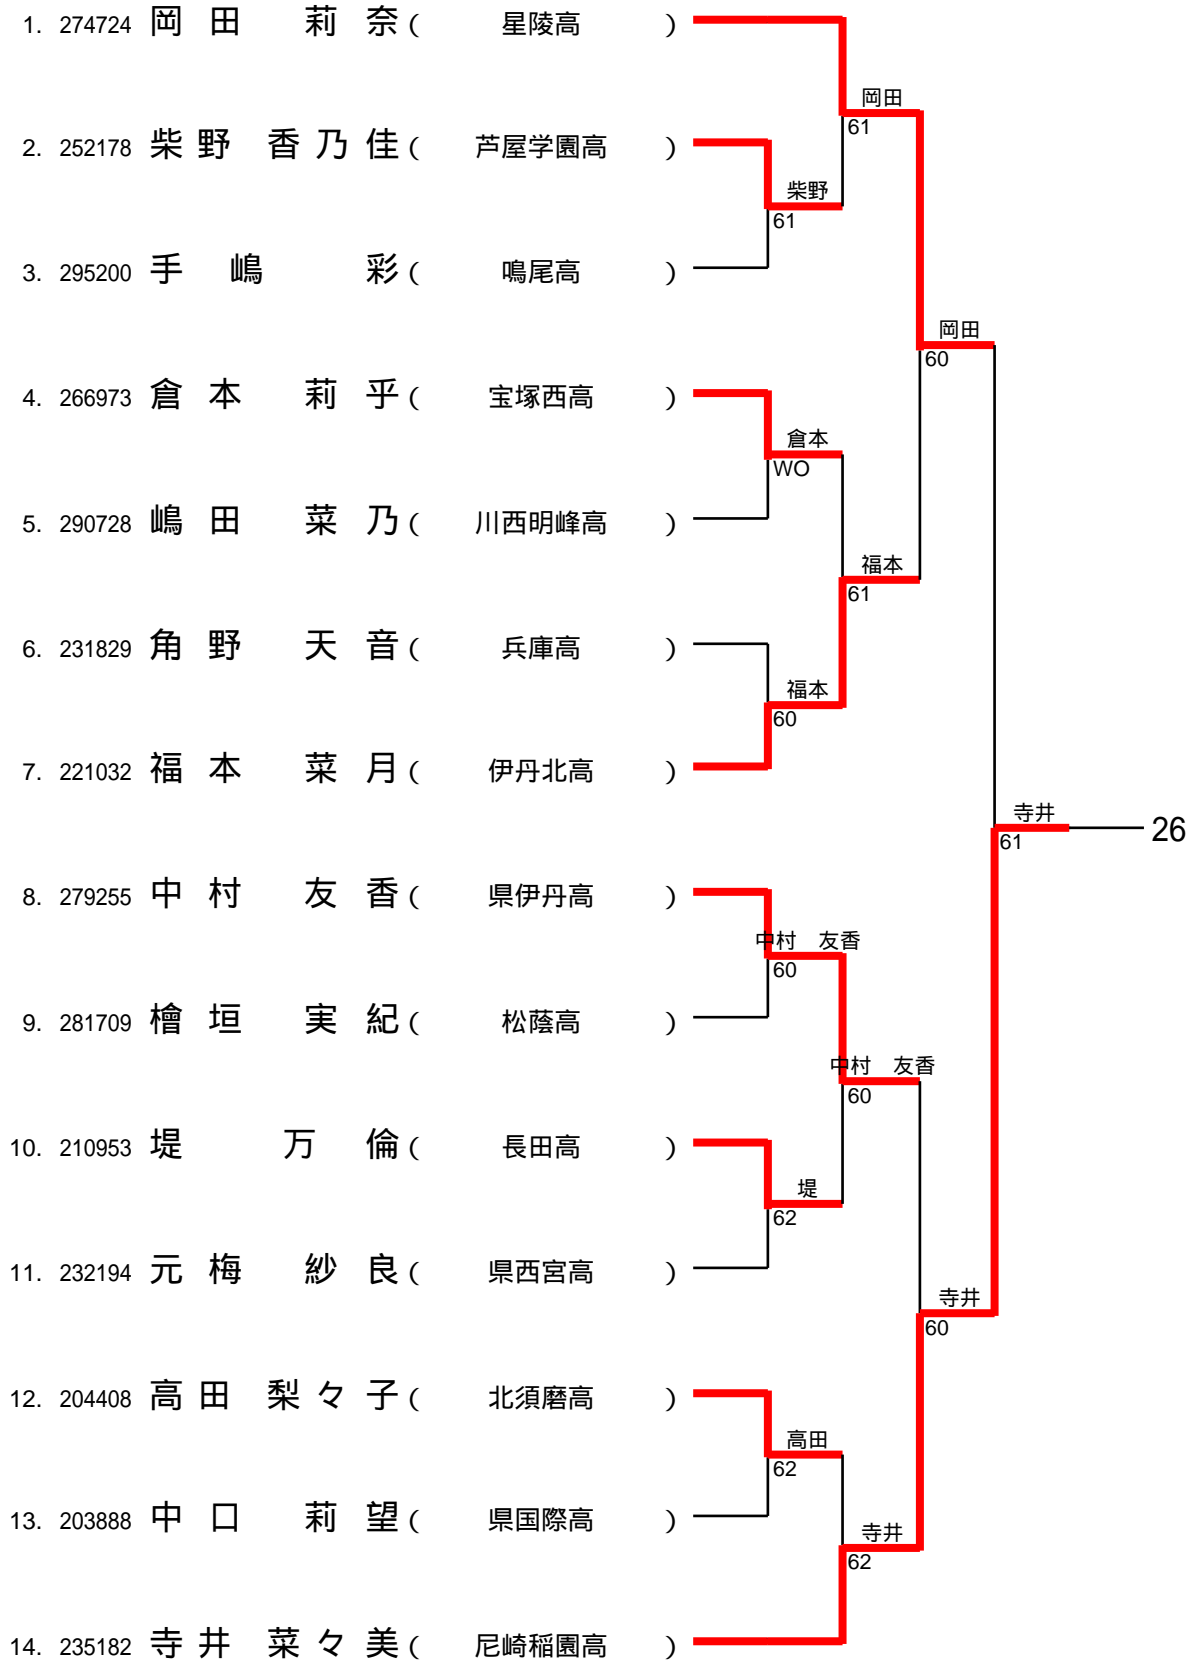 1. 274724 岡田 莉奈 ( 星陵高 )
岡田
61
2. 252178 柴野 香乃佳 ( 芦屋学園高 )
柴野
61
3. 295200 手嶋 彩 ( 鳴尾高 )
岡田
60
4. 266973 倉本 莉乎 ( 宝塚西高 )
倉本
WO
5. 290728 嶋田 菜乃 ( 川西明峰高 )
福本
61
6. 231829 角野 天音 ( 兵庫高 )
福本
60
7. 221032 福本 菜月 ( 伊丹北高 )
寺井
61
26
8. 279255 中村 友香 ( 県伊丹高 )
中村 友香
60
9. 281709 檜垣 実紀 ( 松蔭高 )
中村 友香
60
10. 210953 堤 万倫 ( 長田高 )
堤
62
11. 232194 元梅 紗良 ( 県西宮高 )
寺井
60
12. 204408 高田 梨々子 ( 北須磨高 )
高田
62
13. 203888 中口 莉望 ( 県国際高 )
寺井
62
14. 235182 寺井 菜々美 ( 尼崎稲園高 )